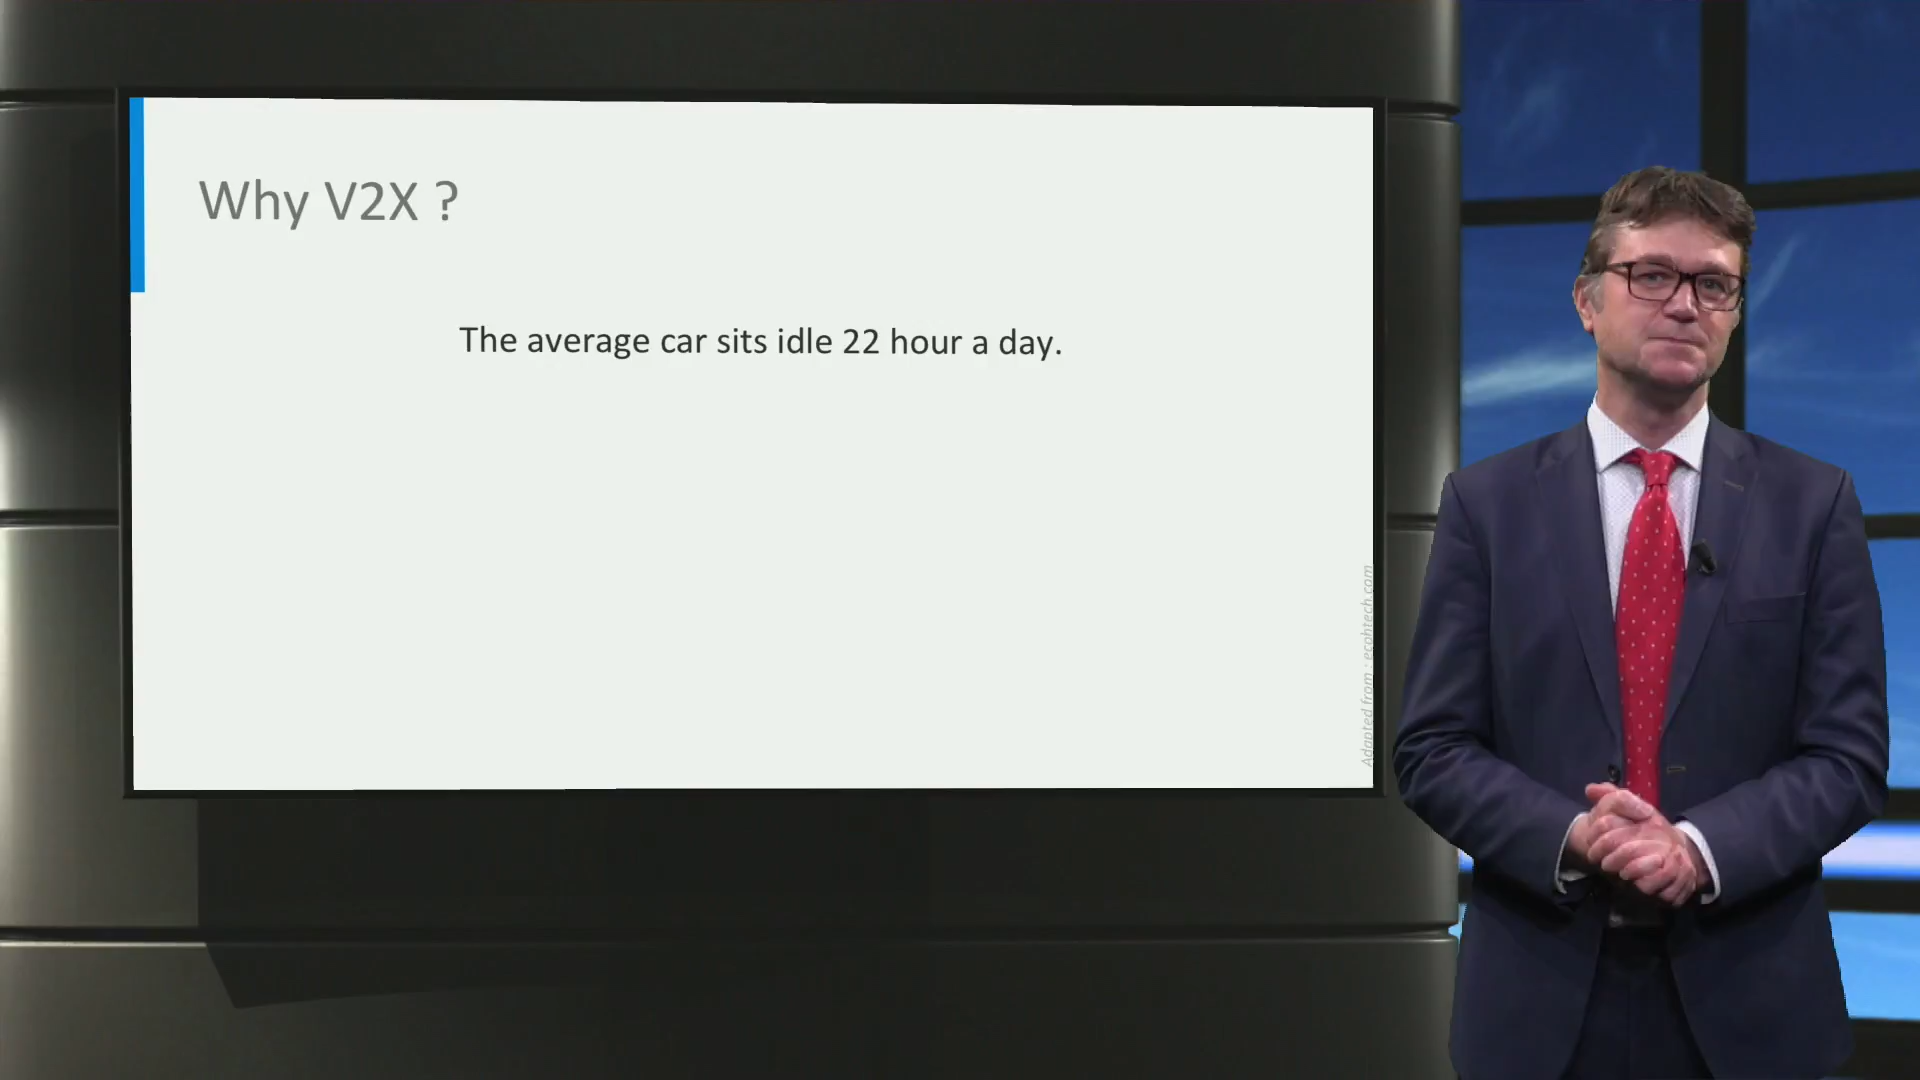 Why V2X ?
The average car sits idle 22 hour a day.
Adapted from : ecohtech.com